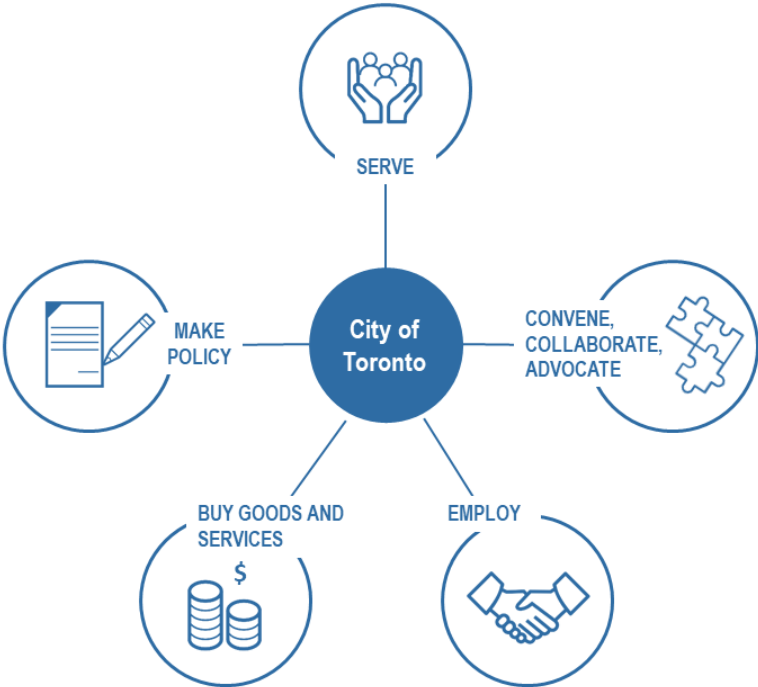 SERVE
MAKE
POLICY
City of
Toronto
CONVENE,
COLLABORATE,
ADVOCATE
BUY GOODS AND
SERVICES
$
EMPLOY